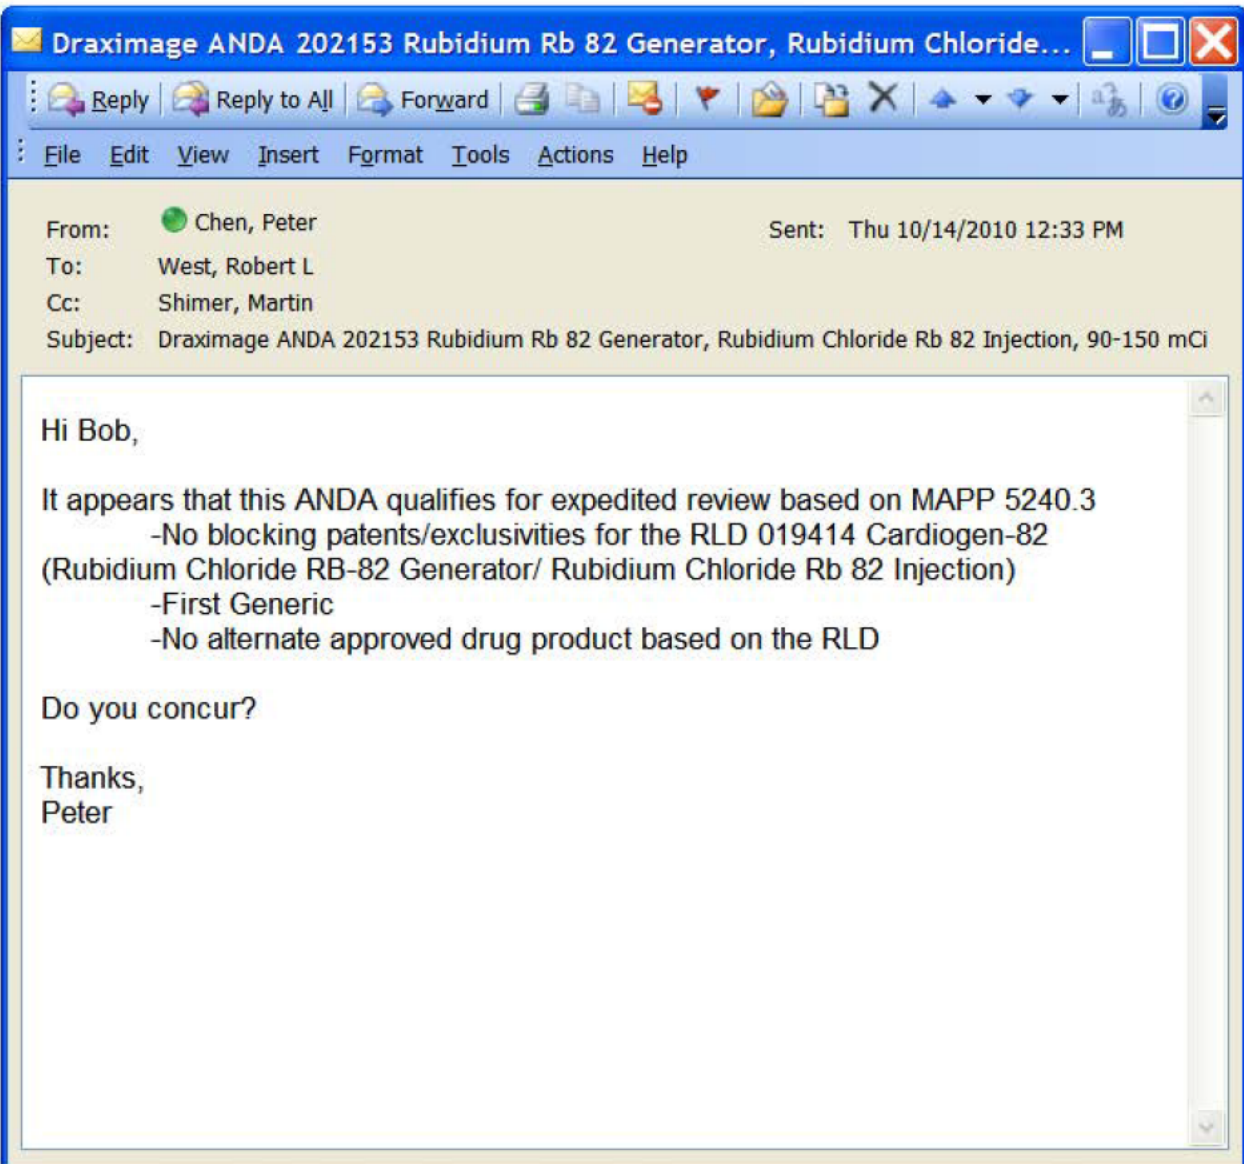 Draximage ANDA 202153 Rubidium Rb 82 Generator, Rubidium Chloride...
Reply Reply to All Forward
File Edit View Insert Format Tools Actions Help
From: Chen, Peter Sent: Thu 10/14/2010 12:33 PM
To: West, Robert L
Cc: Shimer, Martin
Subject: Draximage ANDA 202153 Rubidium Rb 82 Generator, Rubidium Chloride Rb 82 Injection, 90-150 mCi
Hi Bob,
It appears that this ANDA qualifies for expedited review based on MAPP 5240.3
-No blocking patents/exclusivities for the RLD 019414 Cardiogen-82
(Rubidium Chloride RB-82 Generator/ Rubidium Chloride Rb 82 Injection)
-First Generic
-No alternate approved drug product based on the RLD
Do you concur?
Thanks,
Peter